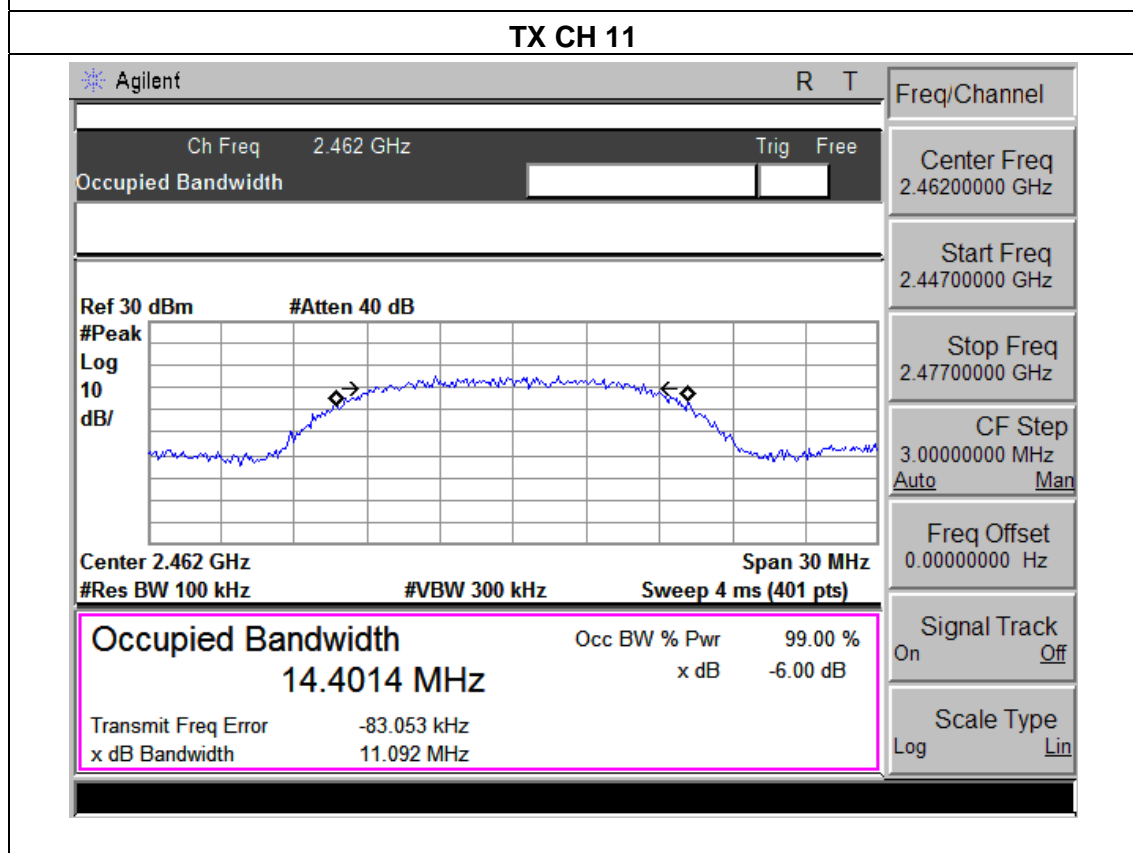 TX CH 11
Agilent R T
Ch Freq 2.462 GHz Trig Free
Occupied Bandwidth
Ref 30 dBm #Atten 40 dB
#Peak
Log
10
dB/
Center 2.462 GHz Span 30 MHz
#Res BW 100 kHz #VBW 300 kHz Sweep 4 ms (401 pts)
Occupied Bandwidth Occ BW % Pwr 99.00 %
14.4014 MHz x dB -6.00 dB
Transmit Freq Error -83.053 kHz
x dB Bandwidth 11.092 MHz
Freq/Channel
Center Freq
2.46200000 GHz
Start Freq
2.44700000 GHz
Stop Freq
2.47700000 GHz
CF Step
3.00000000 MHz
Auto Man
Freq Offset
0.00000000 Hz
Signal Track
On Off
Scale Type
Log Lin